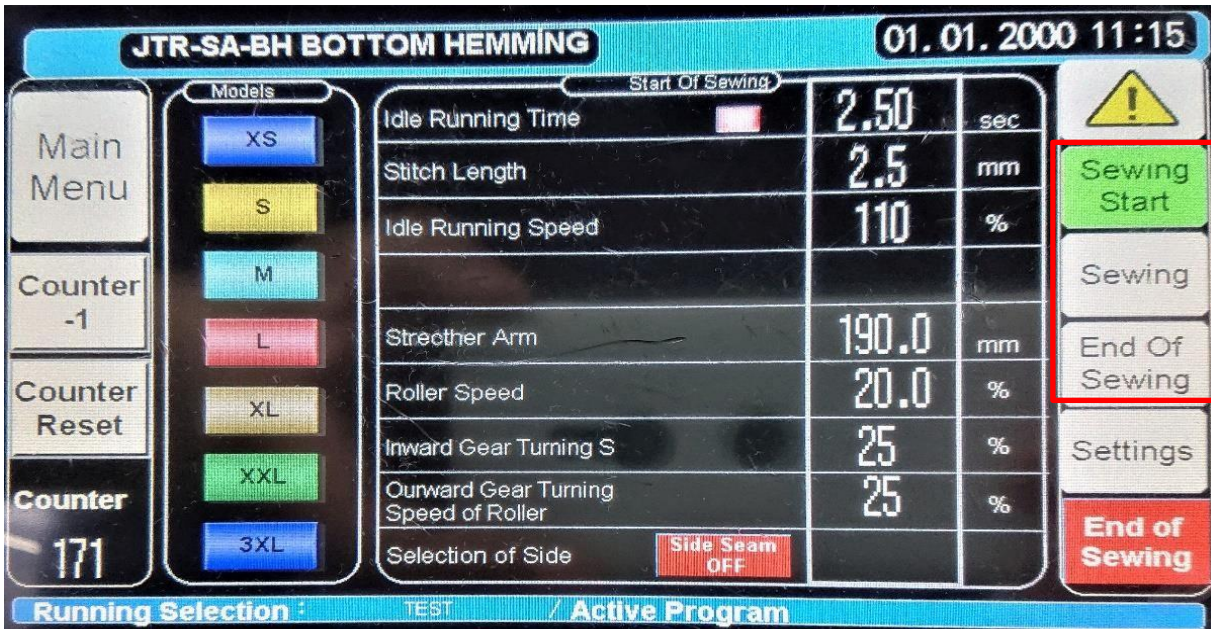 JTR-SA-BH BOTTOM HEMMING
01.01.2000 11:15
Main
Menu
Counter
-1
Counter
Reset
Counter
171
Models
XS
S
M
L
XL
XXL
3XL
Start Of Sewing
Idle Running Time 2.50 sec
Stitch Length 2.5 mm
Idle Running Speed 110 %
Strecther Arm 190.0 mm
Roller Speed 20.0 %
Inward Gear Turning S 25 %
Ourward Gear Turning
Speed of Roller 25 %
Selection of Side
Side Seam
OFF
Sewing
Start
Sewing
End Of
Sewing
Settings
End of
Sewing
Running Selection : TEST / Active Program